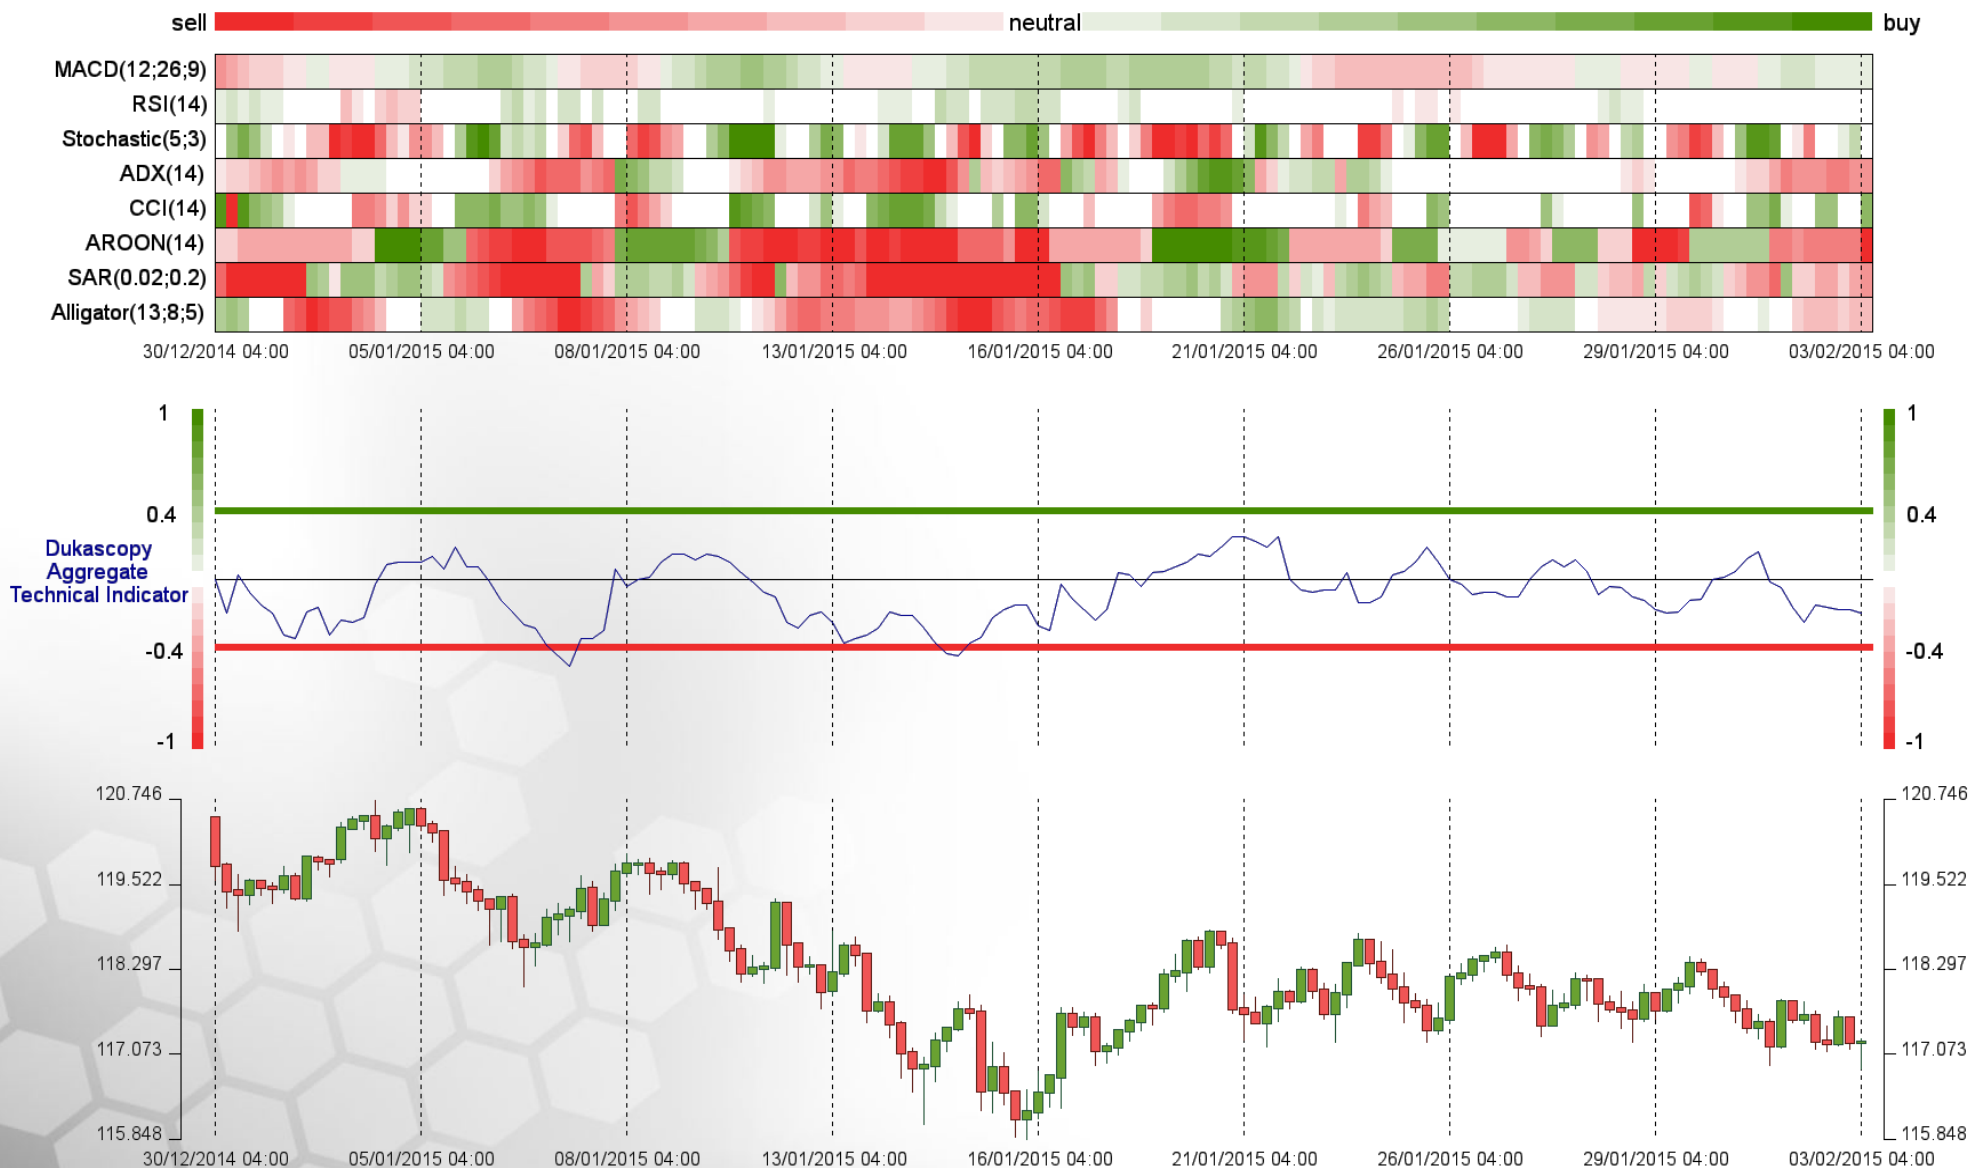 sell neutral buy
MACD(12;26;9)
RSI(14)
Stochastic(5;3)
ADX(14)
CCI(14)
AROON(14)
SAR(0.02;0.2)
Alligator(13;8;5)
30/12/2014 04:00 05/01/2015 04:00 08/01/2015 04:00 13/01/2015 04:00 16/01/2015 04:00 21/01/2015 04:00 26/01/2015 04:00 29/01/2015 04:00 03/02/2015 04:00
1 1
0.4 0.4
Dukascopy
Aggregate
Technical Indicator
-0.4 -0.4
-1 -1
120.746 120.746
119.522 119.522
118.297 118.297
117.073 117.073
115.848 115.848
30/12/2014 04:00 05/01/2015 04:00 08/01/2015 04:00 13/01/2015 04:00 16/01/2015 04:00 21/01/2015 04:00 26/01/2015 04:00 29/01/2015 04:00 03/02/2015 04:00